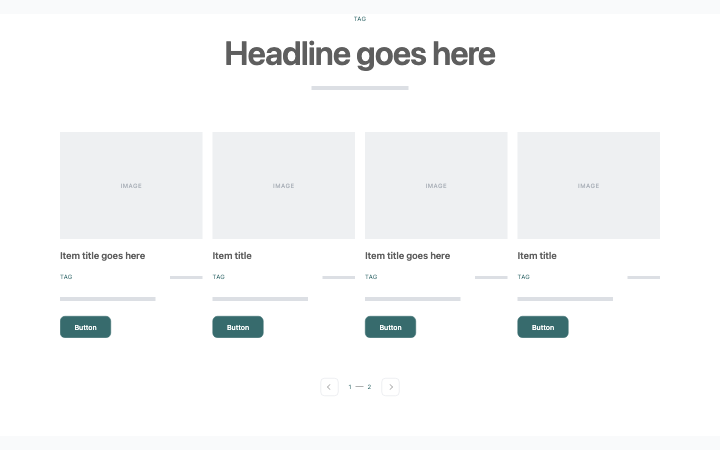 TAG
Headline goes here
IMAGE
IMAGE
IMAGE
IMAGE
Item title goes here
Item title
Item title goes here
Item title
TAG
TAG
TAG
TAG
Button
Button
Button
Button
1 — 2